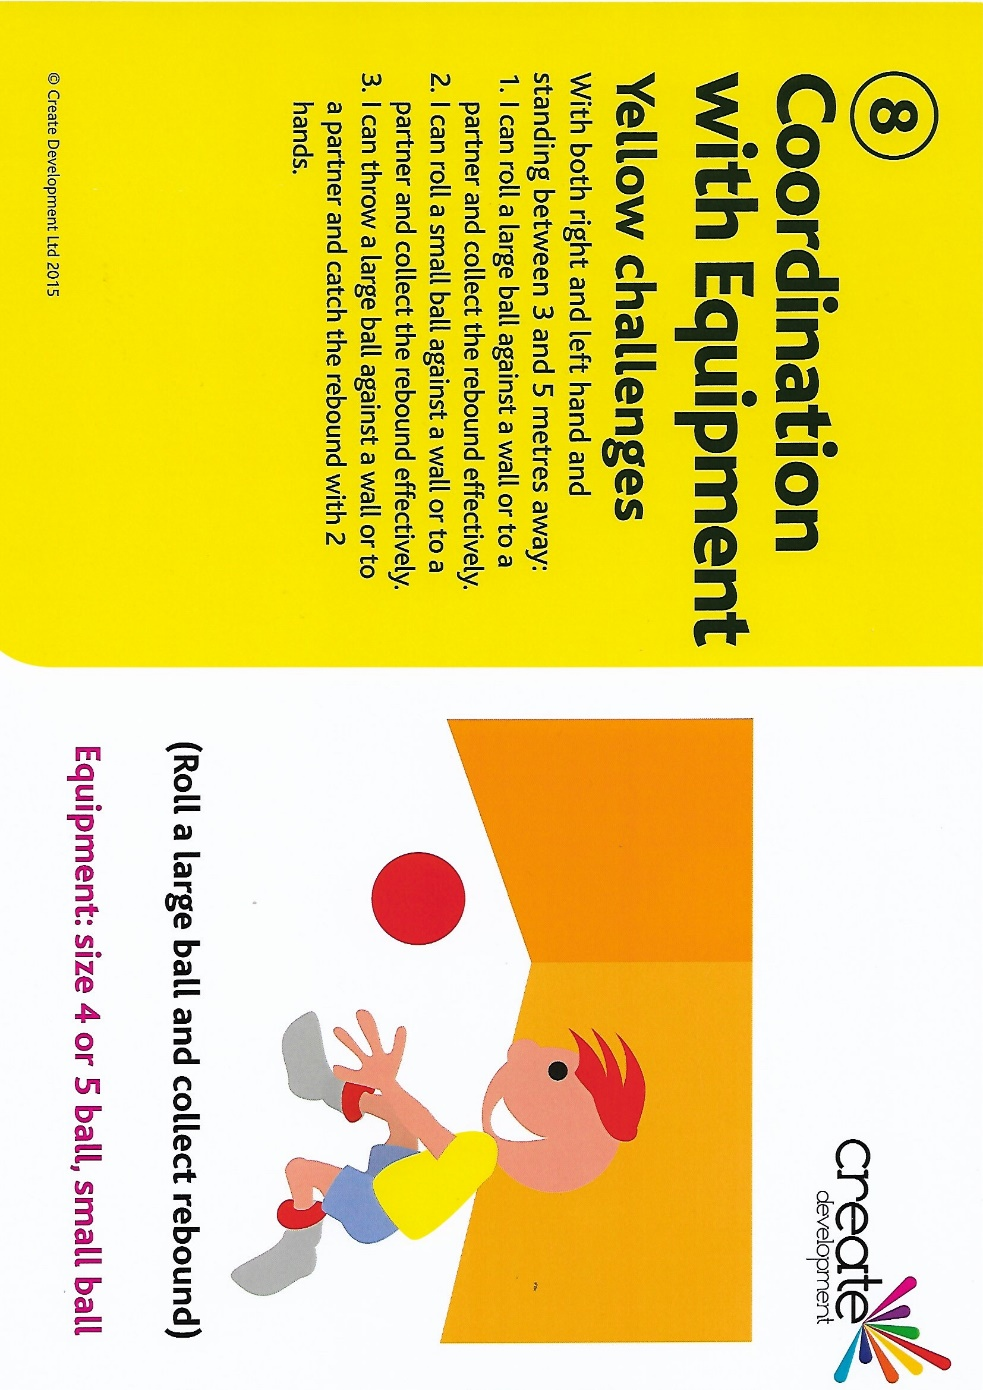 8
Coordination
with Equipment
Yellow challenges
With both right and left hand and
standing between 3 and 5 metres away:
1. I can roll a large ball against a wall or to a
partner and collect the rebound effectively.
2. I can roll a small ball against a wall or to a
partner and collect the rebound effectively.
3. I can throw a large ball against a wall or to
a partner and catch the rebound with 2
hands.
© Create Development Ltd 2015
create
development
(Roll a large ball and collect rebound)
Equipment: size 4 or 5 ball, small ball